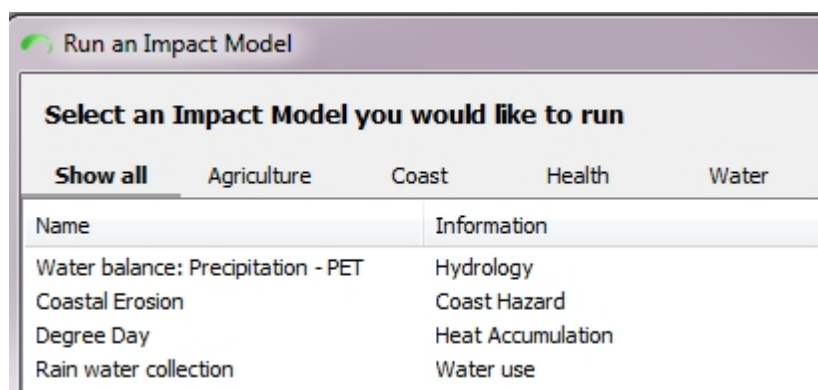 Run an Impact Model
Select an Impact Model you would like to run
Show all Agriculture Coast Health Water
Name Information
Water balance: Precipitation - PET Hydrology
Coastal Erosion Coast Hazard
Degree Day Heat Accumulation
Rain water collection Water use